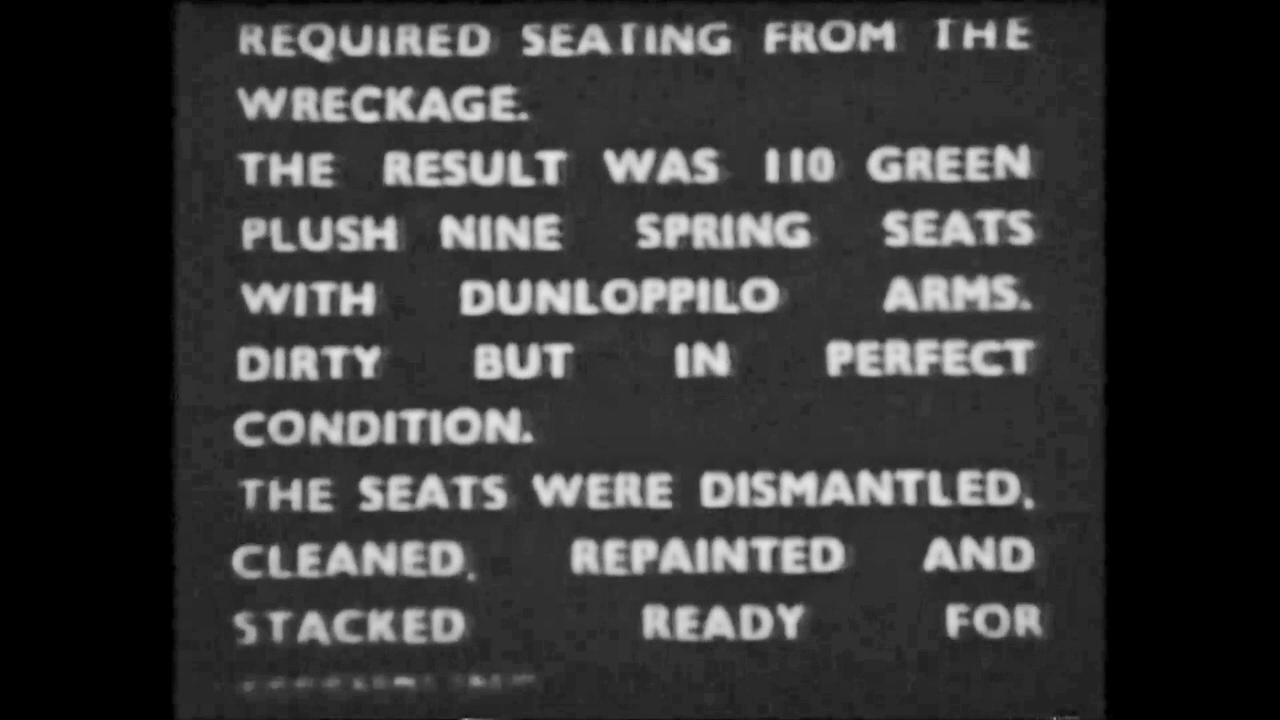 REQUIRED SEATING FROM THE
WRECKAGE.
THE RESULT WAS 110 GREEN
PLUSH NINE SPRING SEATS
WITH DUNLOPPILO ARMS.
DIRTY BUT IN PERFECT
CONDITION.
THE SEATS WERE DISMANTLED,
CLEANED, REPAINTED AND
STACKED READY FOR